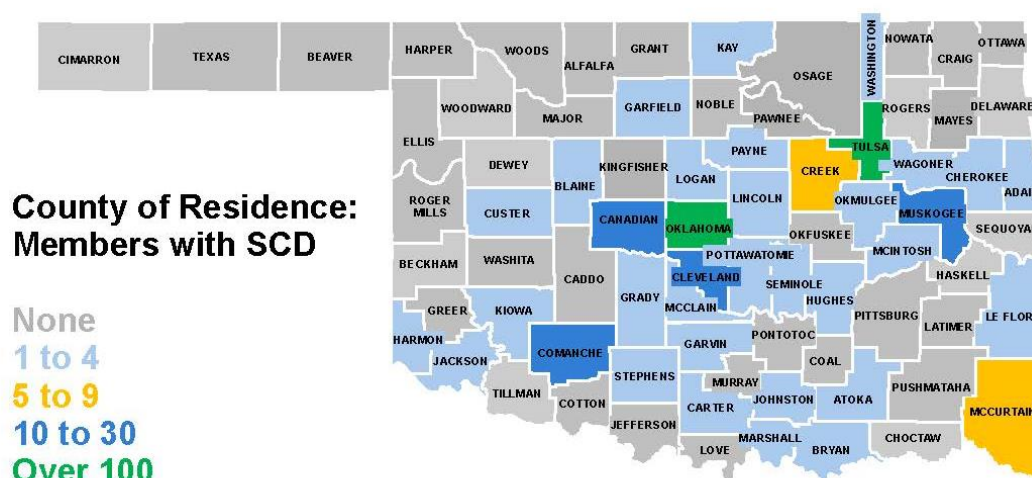 CIMARRON
TEXAS
BEAVER
HARPER
WOODS
ALFALFA
GRANT
KAY
OSAGE
WASHINGTON
NOWATA
CRAIG
OTTAWA
WOODWARD
MAJOR
GARFIELD
NOBLE
PAWNEE
ROGERS
MAYES
DELAWARE
ELLIS
DEWEY
BLAINE
KINGFISHER
LOGAN
PAYNE
CREEK
TULSA
WAGONER
CHEROKEE
ADAI
ROGER
MILLS
CUSTER
CANADIAN
OKLAHOMA
LINCOLN
OKMULGEE
MUSKOGEE
SEQUOYA
County of Residence:
Members with SCD
BECKHAM
WASHITA
CADDO
GRADY
CLEVELAND
MCCLAIN
POTTAWATOMIE
SEMINOLE
OKFUSKEE
HUGHES
MCINTOSH
HASKELL
PITTSBURG
LATIMER
LE FLOR
GREER
KIOWA
HARMON
JACKSON
COMANCHE
TILLMAN
COTTON
STEPHENS
JEFFERSON
GARVIN
MURRAY
PONTOTOC
COAL
CARTER
JOHNSTON
ATOKA
PUSHMATAHA
MCCURTAIN
LOVE
MARSHALL
BRYAN
CHOCTAW
None
1 to 4
5 to 9
10 to 30
Over 100